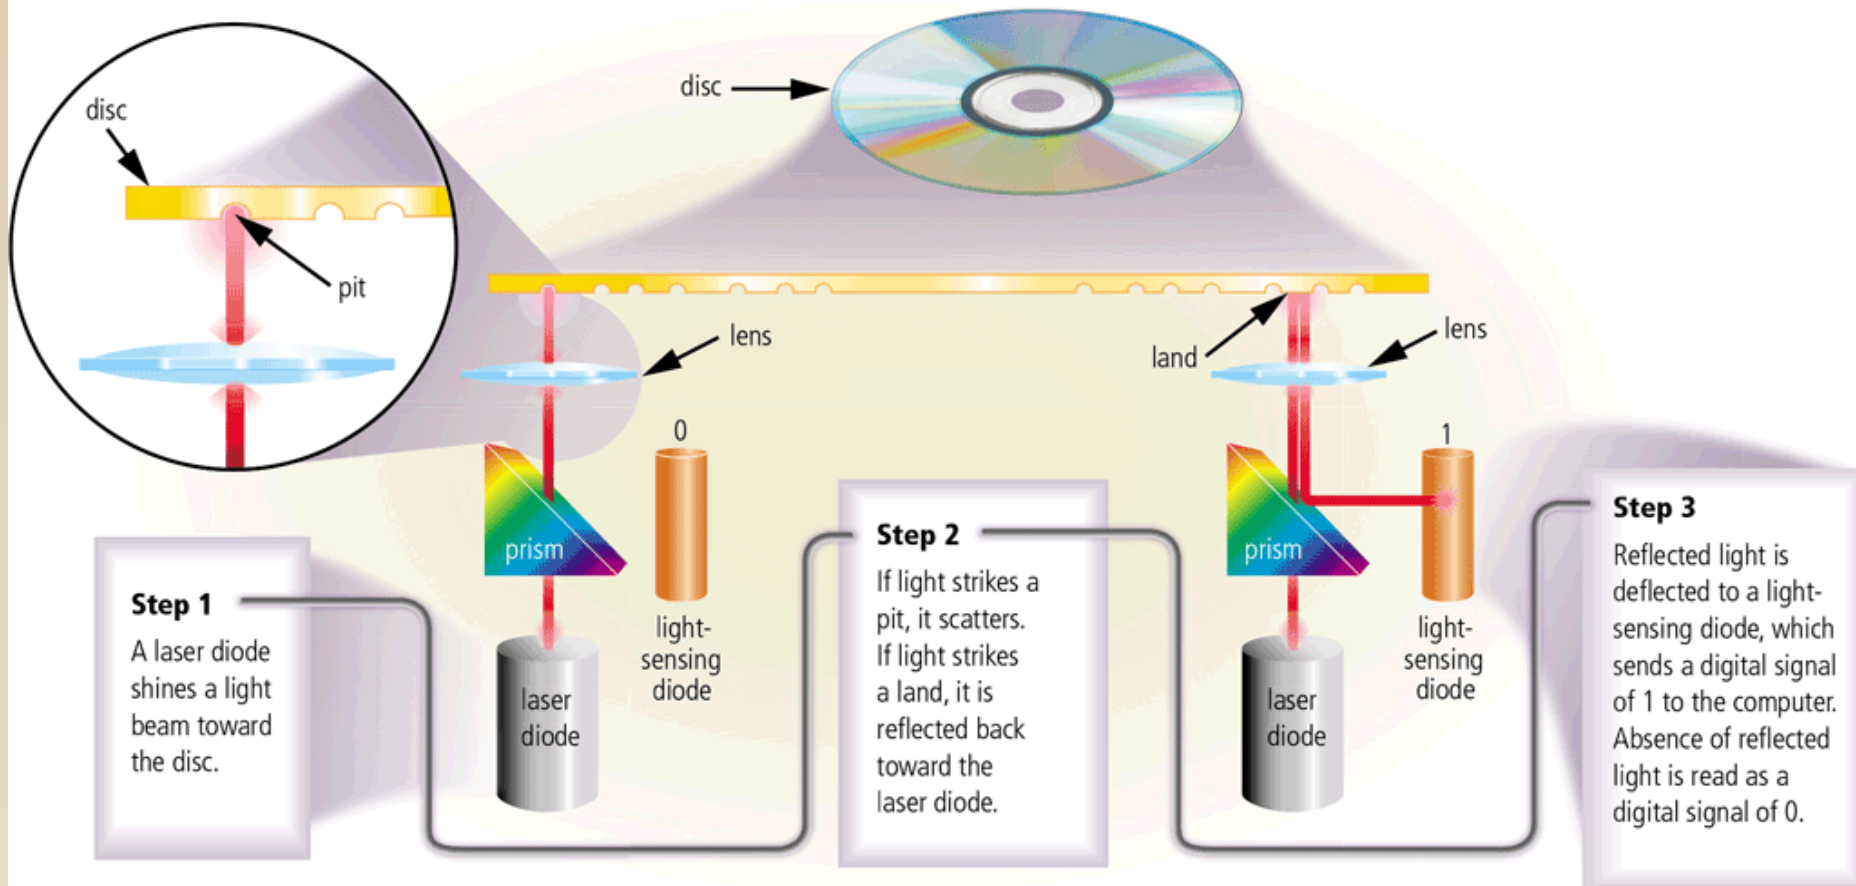 disc
pit
disc
lens
land
lens
0
1
prism
prism
laser
diode
light-
sensing
diode
laser
diode
light-
sensing
diode
Step 1
A laser diode
shines a light
beam toward
the disc.
Step 2
If light strikes a
pit, it scatters.
If light strikes
a land, it is
reflected back
toward the
laser diode.
Step 3
Reflected light is
deflected to a light-
sensing diode, which
sends a digital signal
of 1 to the computer.
Absence of reflected
light is read as a
digital signal of 0.